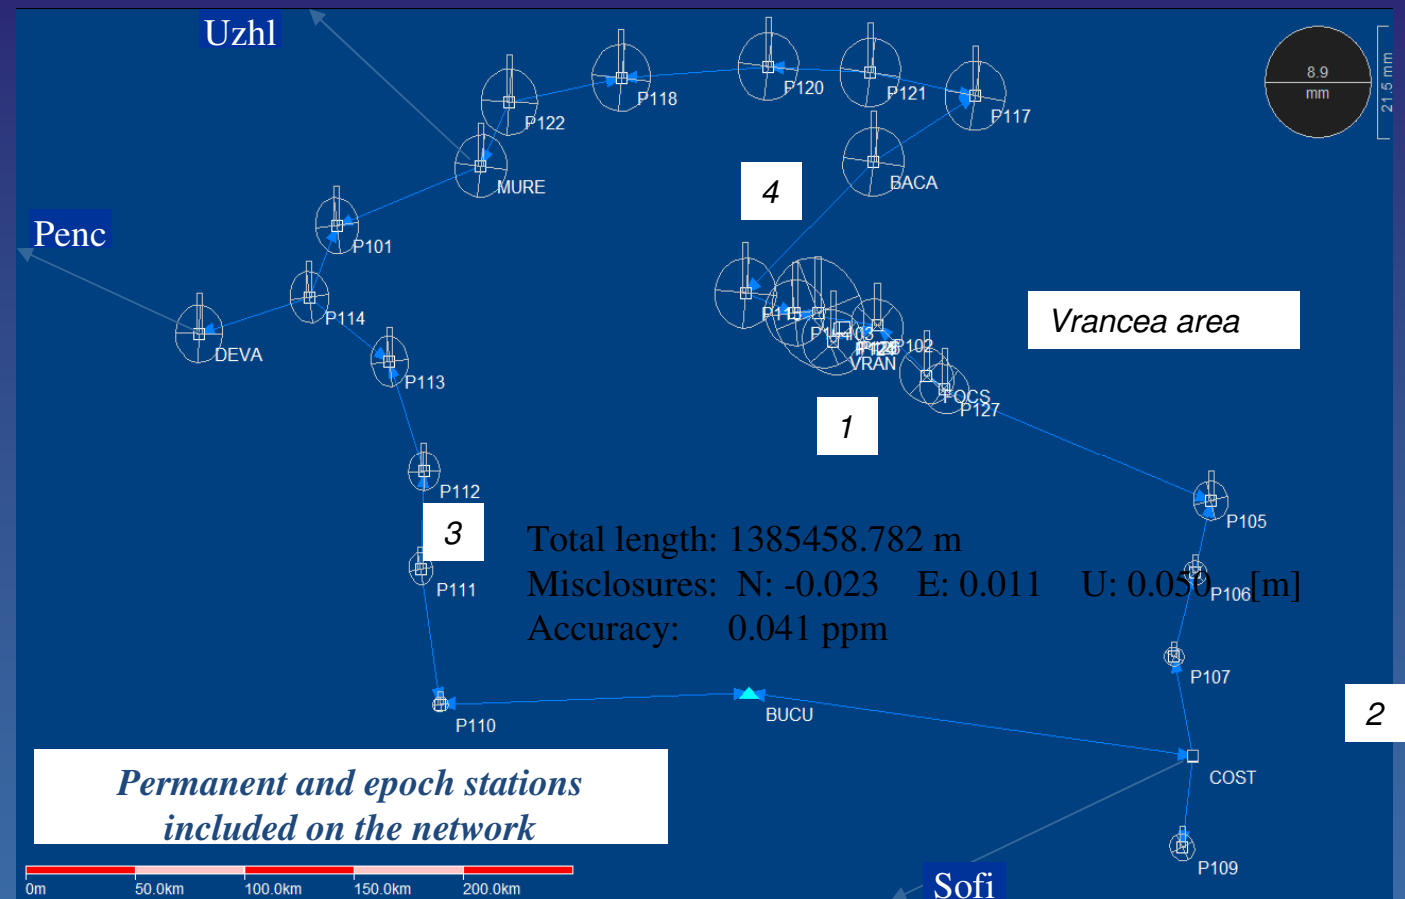 Uzhl
8.9
mm
21.5 mm
P118
P120
P121
P117
P122
MURE
BACA
4
Penc
P101
P114
DEVA
P113
P115
VRAN
P102
FOCS
P127
Vrancea area
1
P112
3
P111
P105
P106
P107
Total length: 1385458.782 m
Misclosures: N: -0.023 E: 0.011 U: 0.050 [m]
Accuracy: 0.041 ppm
2
P110
BUCU
COST
P109
Permanent and epoch stations
included on the network
0m 50.0km 100.0km 150.0km 200.0km
Sofi